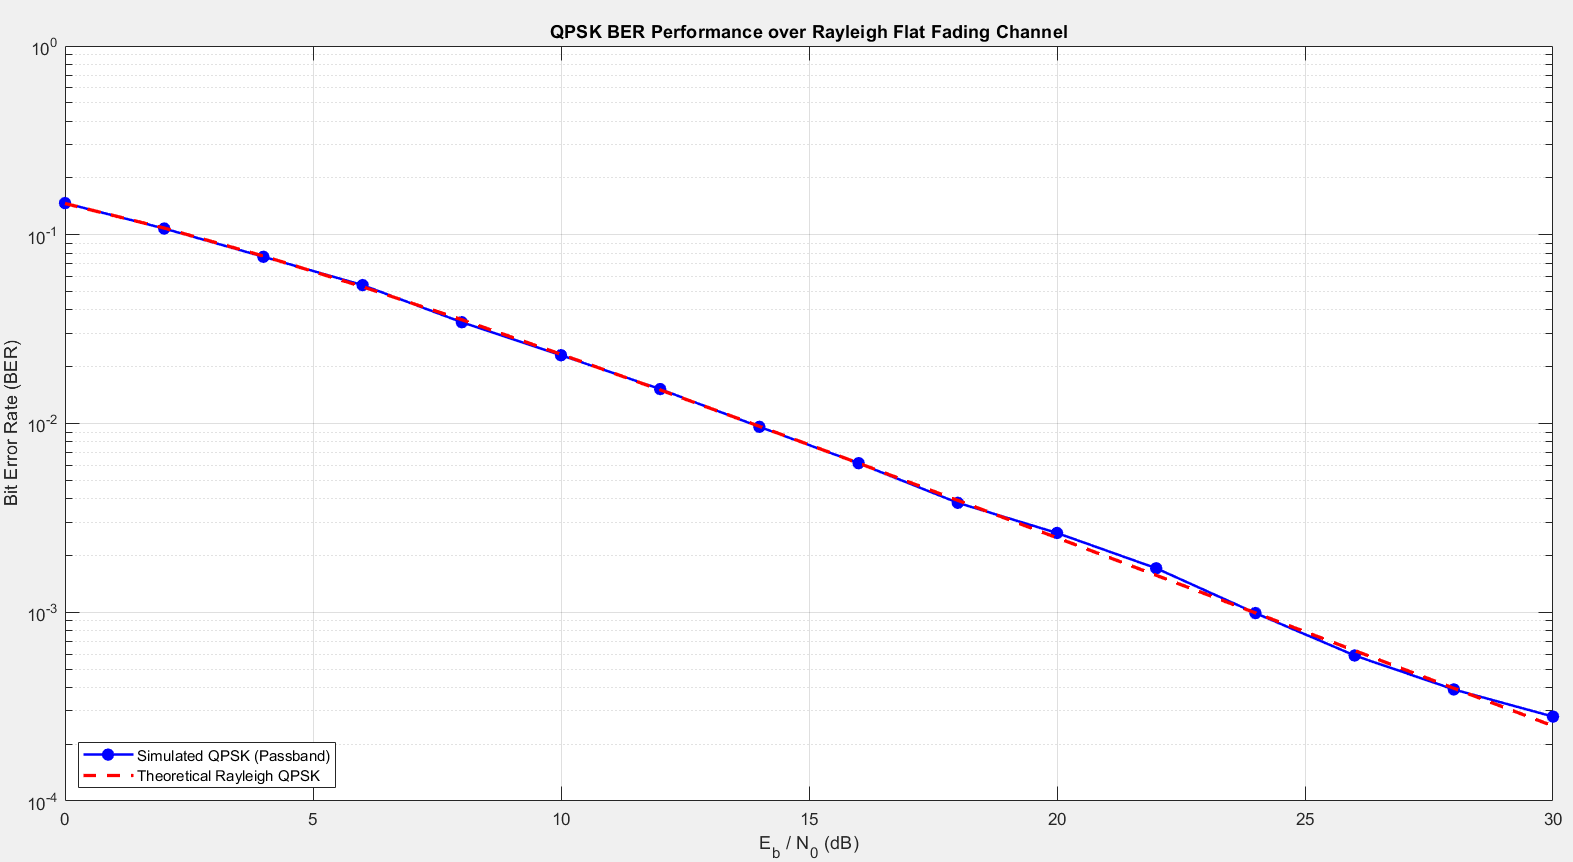 QPSK BER Performance over Rayleigh Flat Fading Channel
10^0
10^-1
10^-2
10^-3
10^-4
Bit Error Rate (BER)
Simulated QPSK (Passband)
Theoretical Rayleigh QPSK
0 5 10 15 20 25 30
E_b / N_0 (dB)